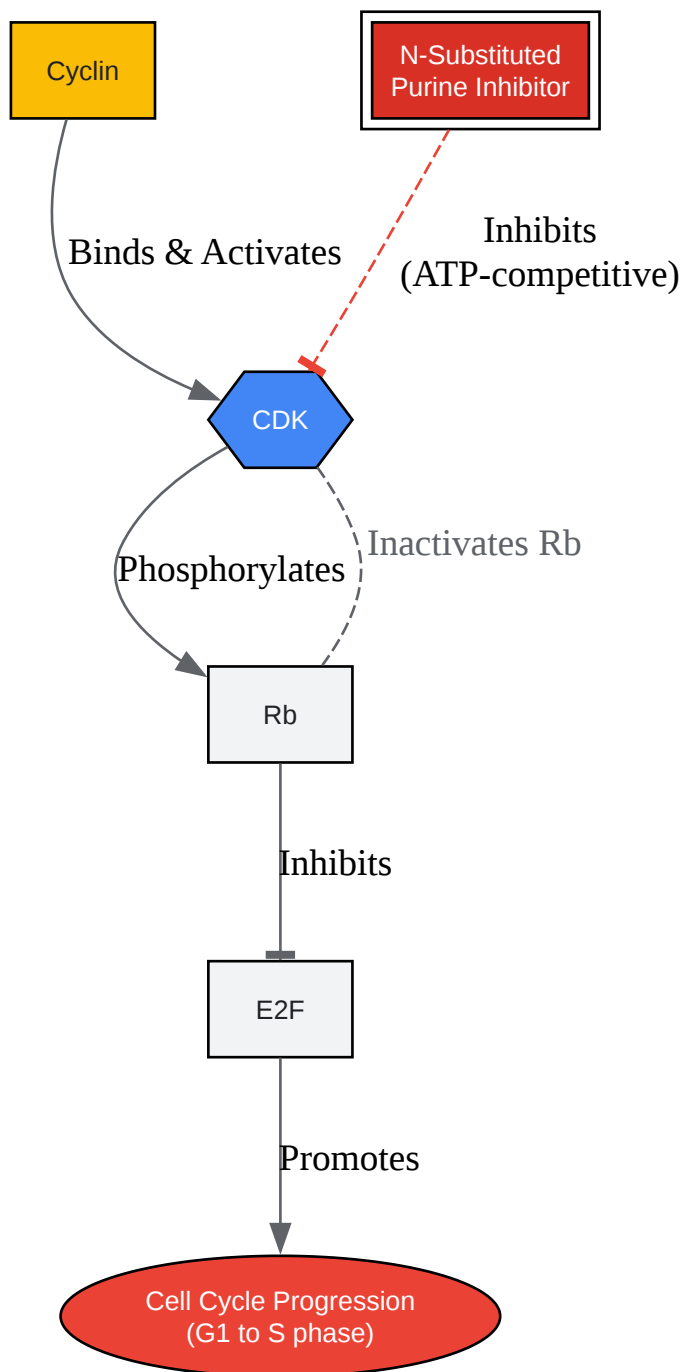 Cyclin
N-Substituted
Purine Inhibitor
Binds & Activates
Inhibits
(ATP-competitive)
CDK
Inactivates Rb
Phosphorylates
Rb
Inhibits
E2F
Promotes
Cell Cycle Progression
(G1 to S phase)